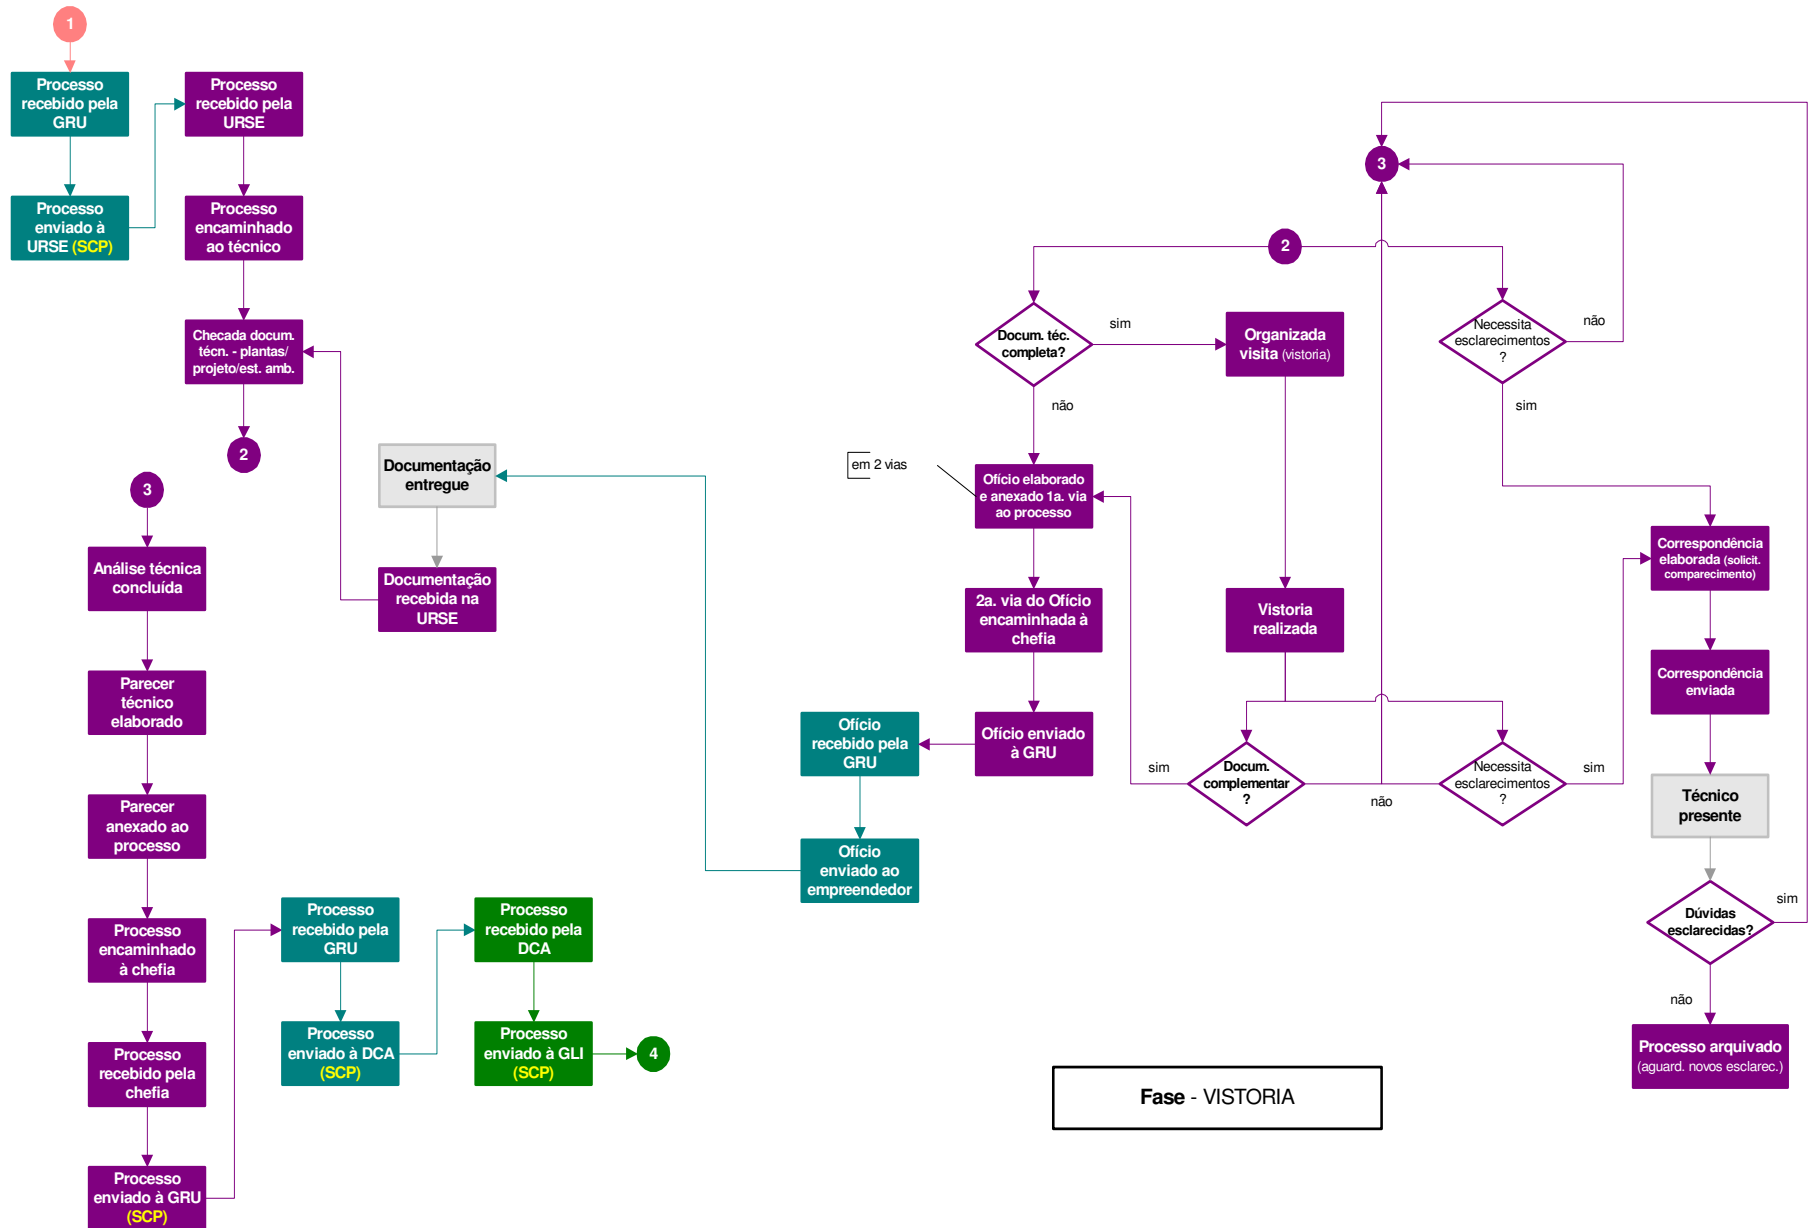 1
Processo
recebido pela
GRU
Processo
enviado à
URSE (SCP)
Processo
recebido pela
URSE
Processo
encaminhado
ao técnico
Checada docum.
técn. - plantas/
projeto/est. amb.
2
3
Análise técnica
concluída
Parecer
técnico
elaborado
Parecer
anexado ao
processo
Processo
encaminhado
à chefia
Processo
recebido pela
chefia
Processo
enviado à GRU
(SCP)
Processo
recebido pela
GRU
Processo
enviado à DCA
(SCP)
Processo
recebido pela
DCA
Processo
enviado à GLI
(SCP)
4
Documentação
entregue
Documentação
recebida na
URSE
3
2
Docum. téc.
completa?
sim
não
Organizada
visita (vistoria)
Necessita
esclarecimentos
?
não
sim
em 2 vias
Ofício elaborado
e anexado 1a. via
ao processo
2a. via do Ofício
encaminhada à
chefia
Ofício enviado
à GRU
Ofício
recebido pela
GRU
Ofício
enviado ao
empreendedor
Vistoria
realizada
sim
Docum.
complementar
?
não
Necessita
esclarecimentos
?
sim
Correspondência
elaborada (solicit.
comparecimento)
Correspondência
enviada
Técnico
presente
Dúvidas
esclarecidas?
sim
não
Processo arquivado
(aguard. novos esclarec.)
Fase - VISTORIA